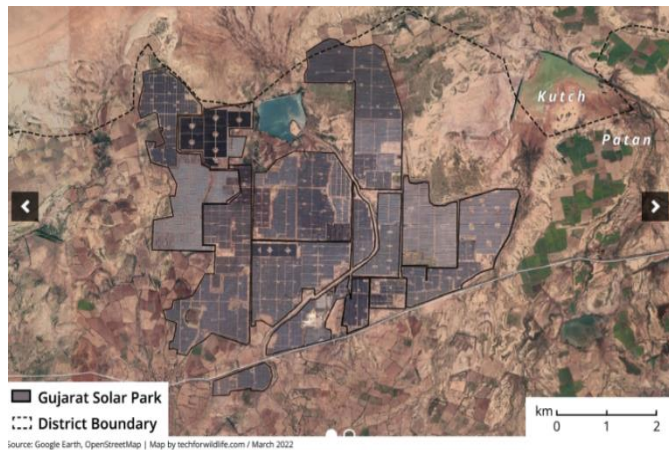 Kutch
Patan
Gujarat Solar Park
District Boundary
km
0 1 2
Source: Google Earth, OpenStreetMap | Map by techforwildlife.com / March 2022